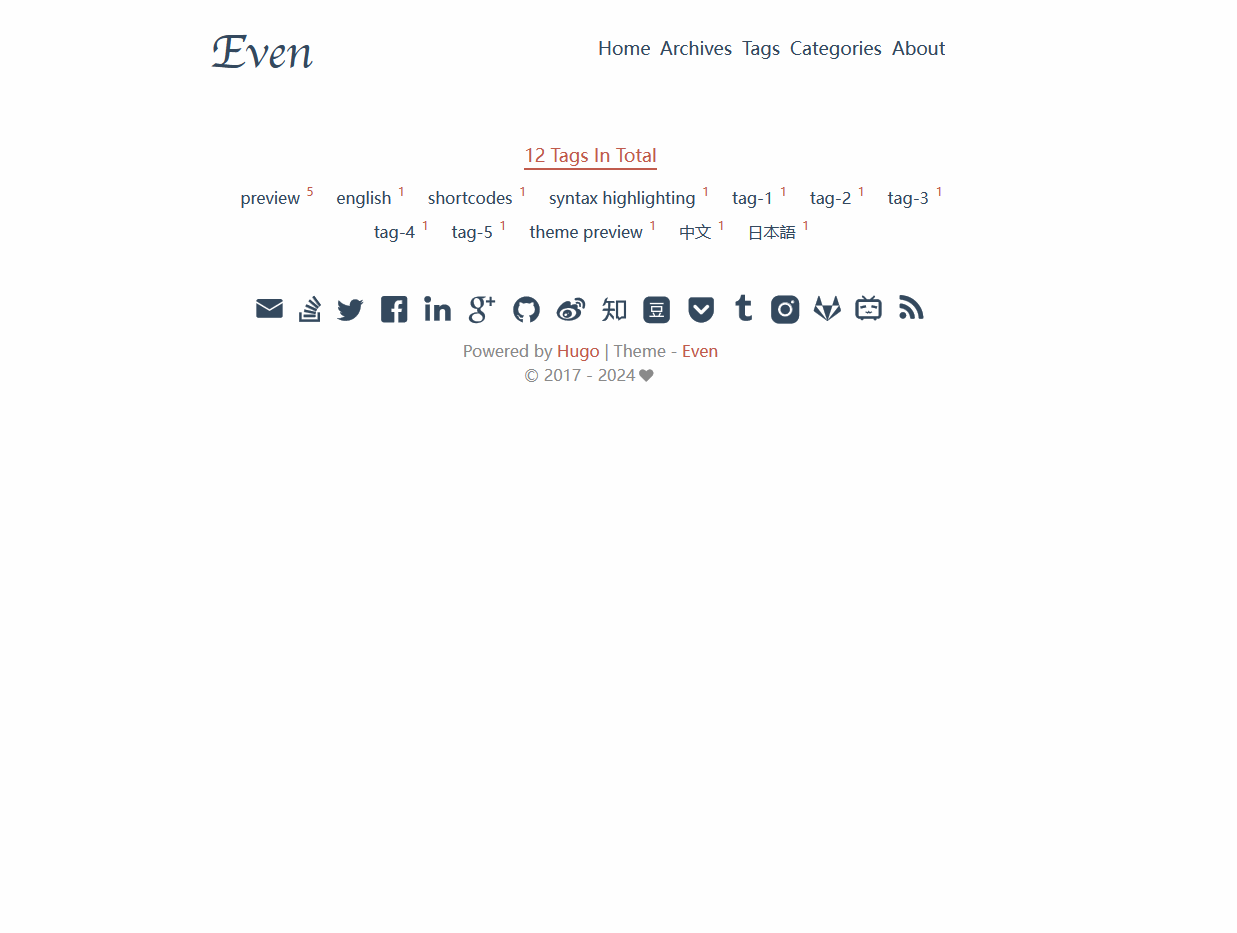 Even
Home Archives Tags Categories About
12 Tags In Total
preview 5 english 1 shortcodes 1 syntax highlighting 1 tag-1 1 tag-2 1 tag-3 1
tag-4 1 tag-5 1 theme preview 1 中文 1 日本語 1
知 豆
Powered by Hugo | Theme - Even
© 2017 - 2024